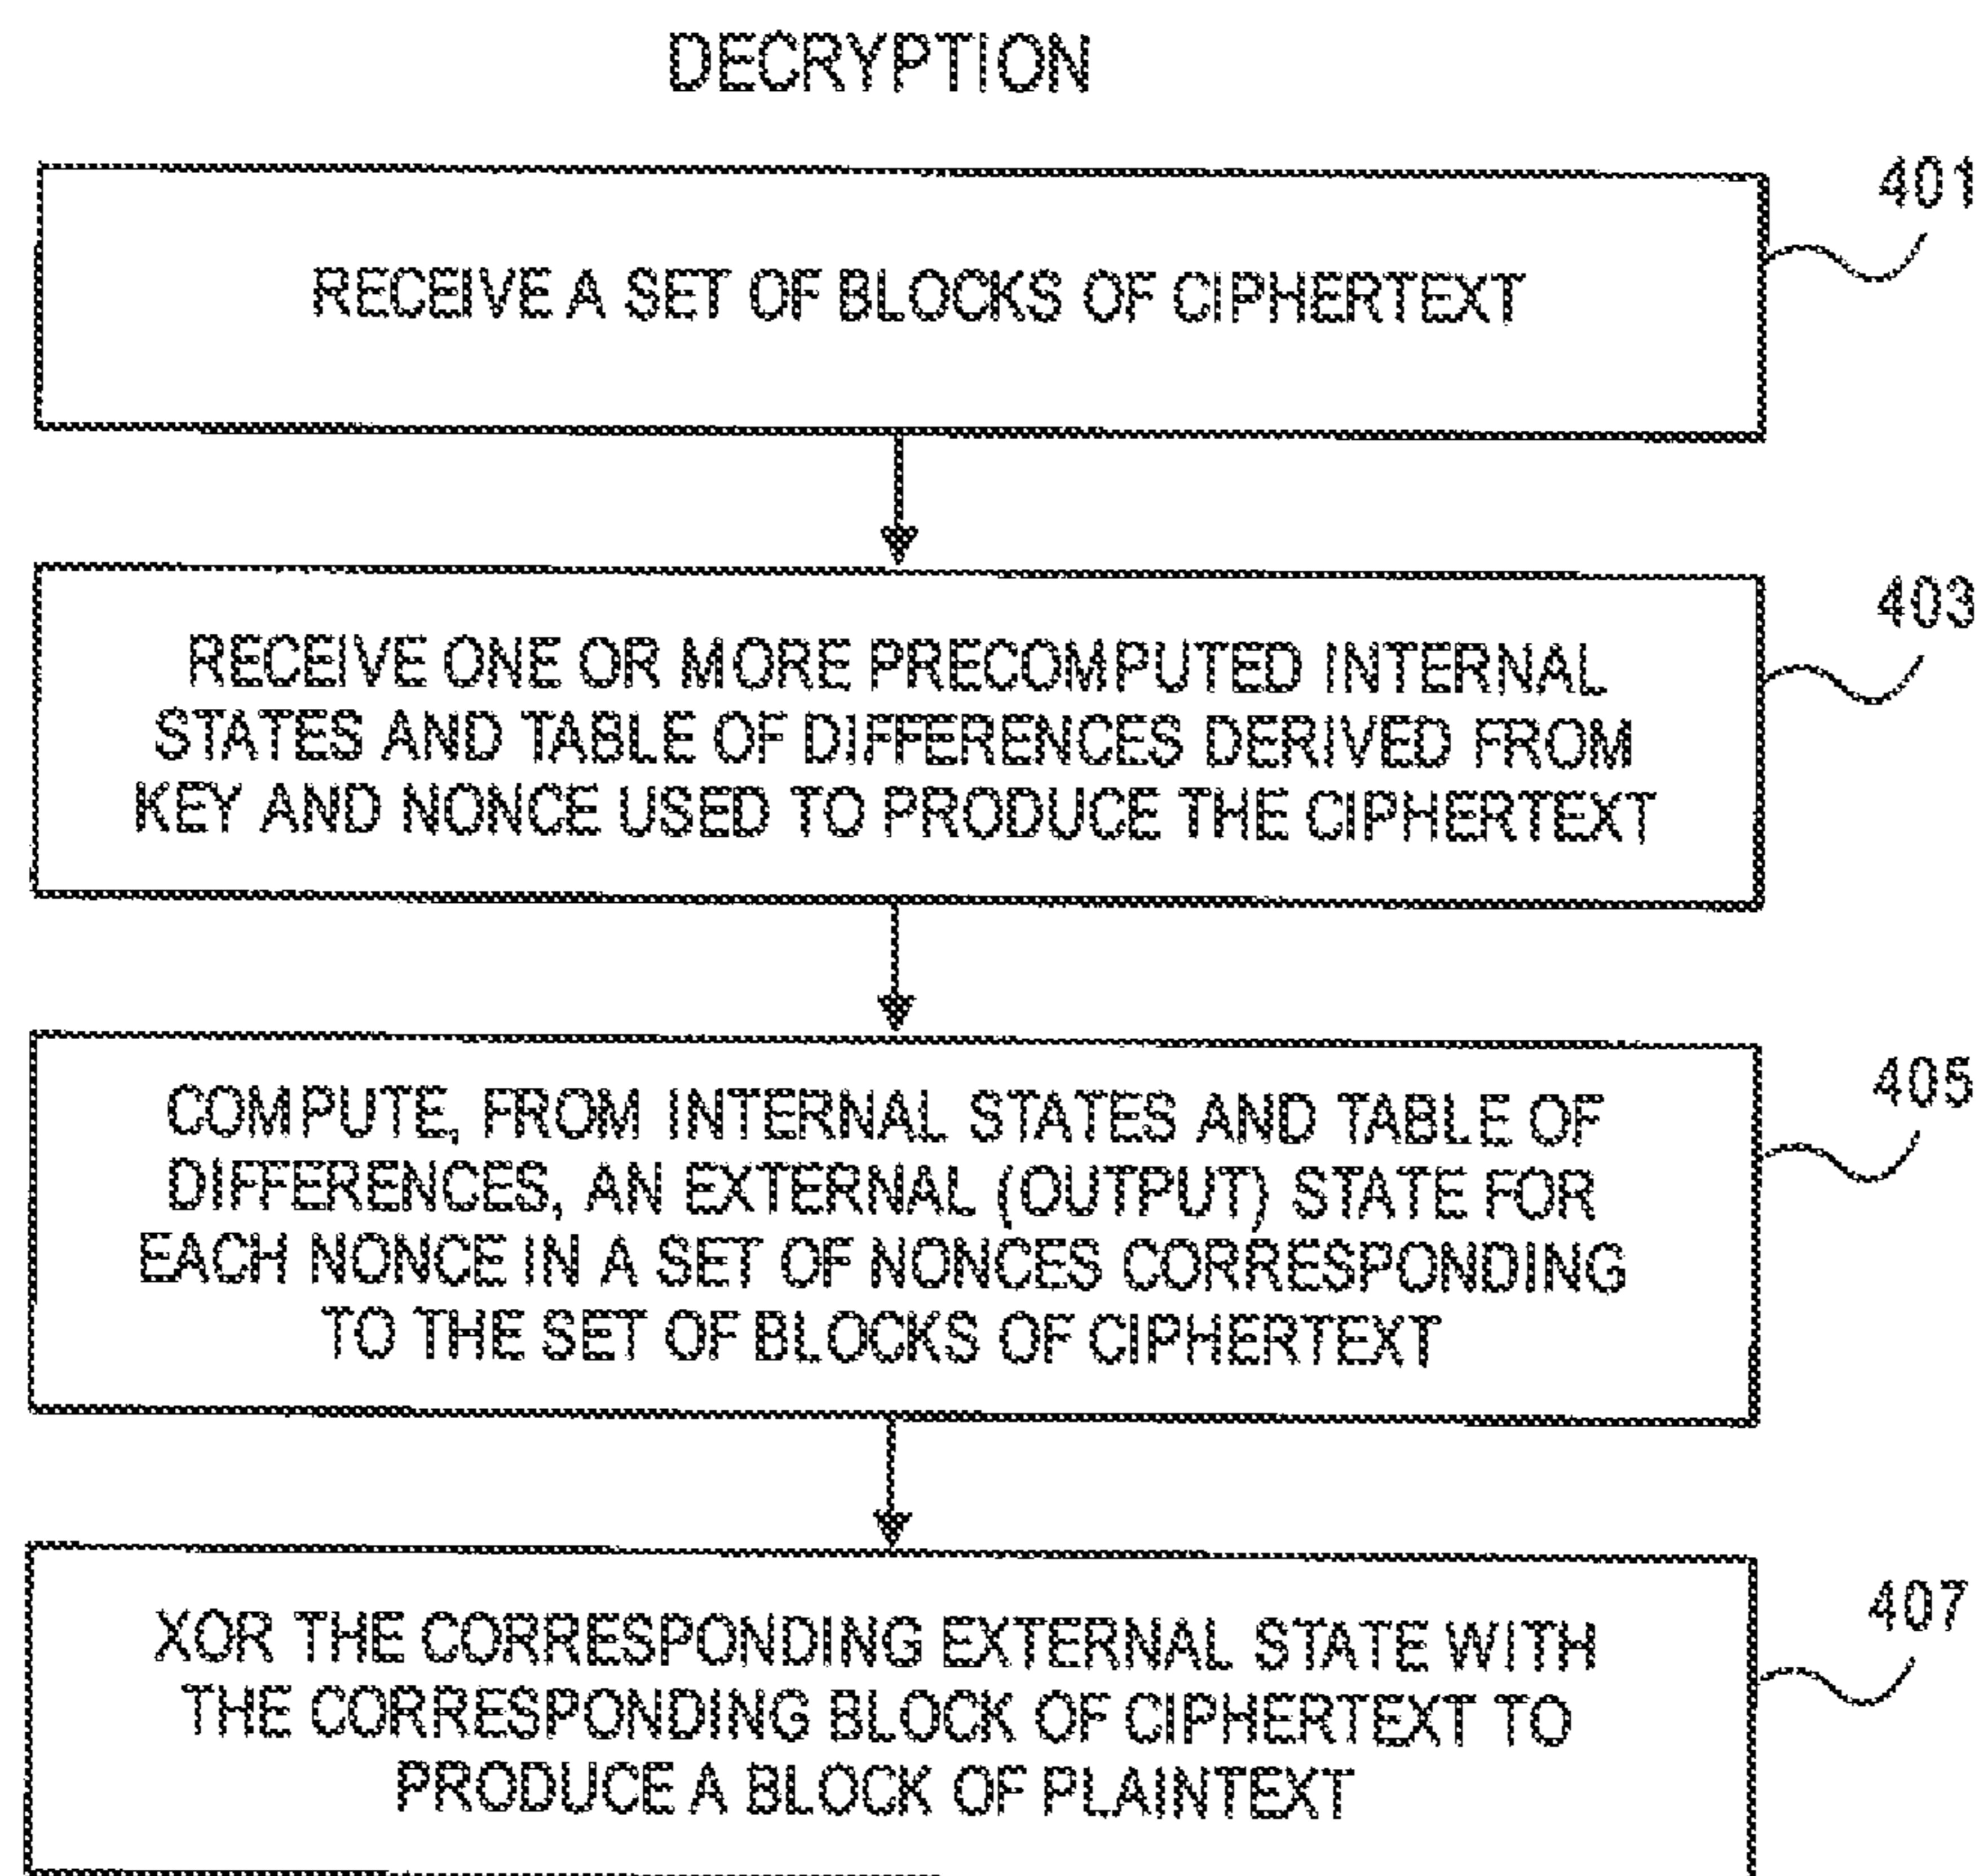 DECRYPTION
401
RECEIVE A SET OF BLOCKS OF CIPHERTEXT
403
RECEIVE ONE OR MORE PRECOMPUTED INTERNAL
STATES AND TABLE OF DIFFERENCES DERIVED FROM
KEY AND NONCE USED TO PRODUCE THE CIPHERTEXT
405
COMPUTE, FROM INTERNAL STATES AND TABLE OF
DIFFERENCES, AN EXTERNAL (OUTPUT) STATE FOR
EACH NONCE IN A SET OF NONCES CORRESPONDING
TO THE SET OF BLOCKS OF CIPHERTEXT
407
XOR THE CORRESPONDING EXTERNAL STATE WITH
THE CORRESPONDING BLOCK OF CIPHERTEXT TO
PRODUCE A BLOCK OF PLAINTEXT